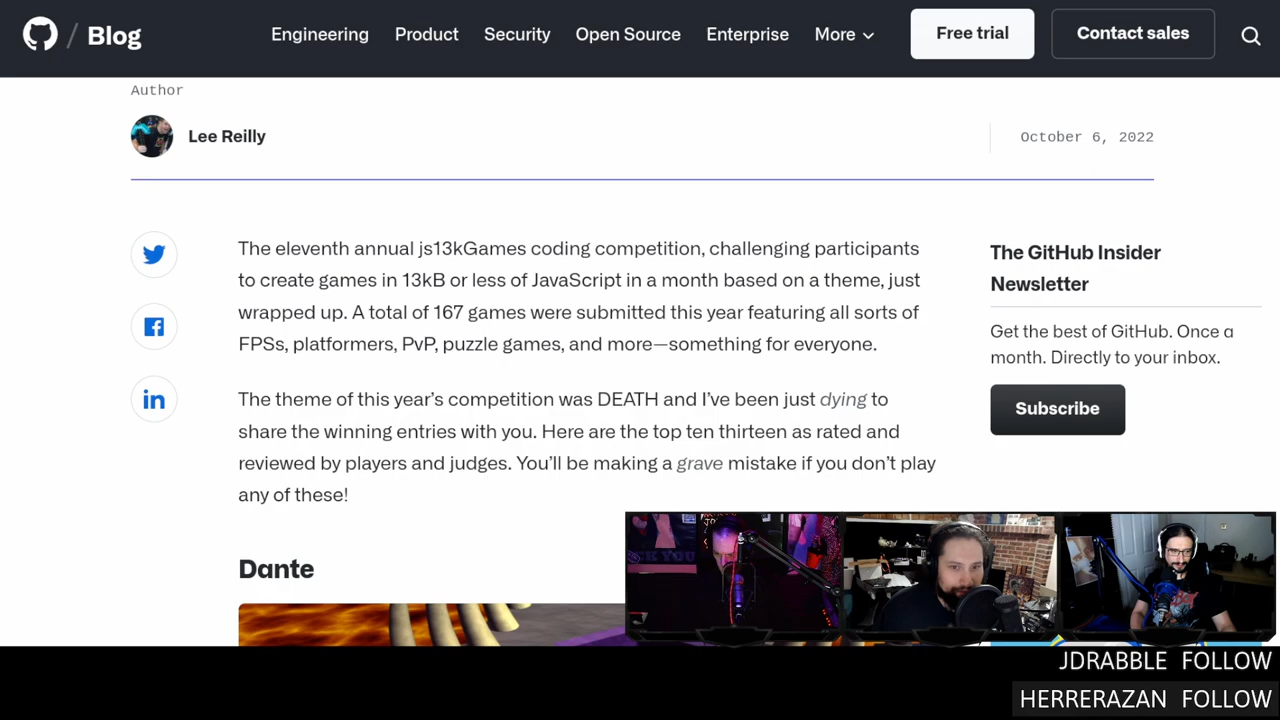 / Blog Engineering Product Security Open Source Enterprise More Free trial Contact sales
Author
Lee Reilly
October 6, 2022
The eleventh annual js13kGames coding competition, challenging participants
to create games in 13kB or less of JavaScript in a month based on a theme, just
wrapped up. A total of 167 games were submitted this year featuring all sorts of
FPSs, platformers, PvP, puzzle games, and more—something for everyone.
The theme of this year's competition was DEATH and I've been just dying to
share the winning entries with you. Here are the top ten thirteen as rated and
reviewed by players and judges. You'll be making a grave mistake if you don't play
any of these!
Dante
The GitHub Insider
Newsletter
Get the best of GitHub. Once a
month. Directly to your inbox.
Subscribe
JDRABBLE FOLLOW
HERRERAZAN FOLLOW